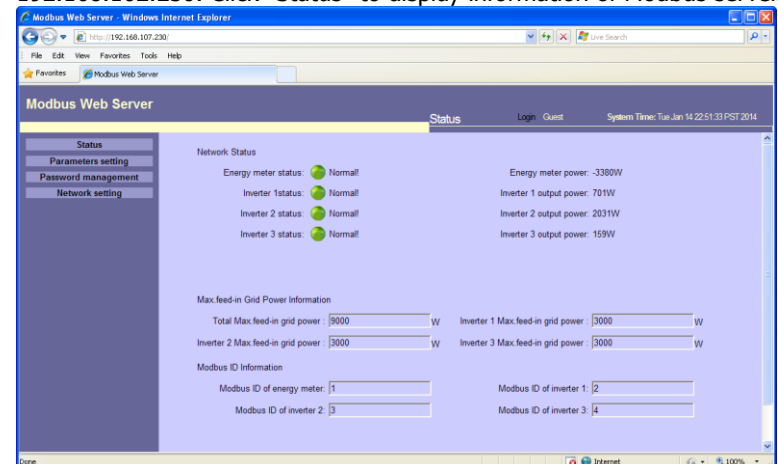 Modbus Web Server - Windows Internet Explorer
http://192.168.107.230/
Live Search
File Edit View Favorites Tools Help
Favorites Modbus Web Server
Modbus Web Server
Status Login Guest System Time: Tue Jan 14 22:51:33 PST 2014
Status
Parameters setting
Password management
Network setting
Network Status
Energy meter status: Normal! Energy meter power: -3380W
Inverter 1status: Normal! Inverter 1 output power: 701W
Inverter 2 status: Normal! Inverter 2 output power: 2031W
Inverter 3 status: Normal! Inverter 3 output power: 159W
Max.feed-in Grid Power Information
Total Max.feed-in grid power : 9000 W Inverter 1 Max.feed-in grid power : 3000 W
Inverter 2 Max.feed-in grid power : 3000 W Inverter 3 Max.feed-in grid power : 3000 W
Modbus ID Information
Modbus ID of energy meter: 1 Modbus ID of inverter 1: 2
Modbus ID of inverter 2: 3 Modbus ID of inverter 3: 4
Done Internet 100%